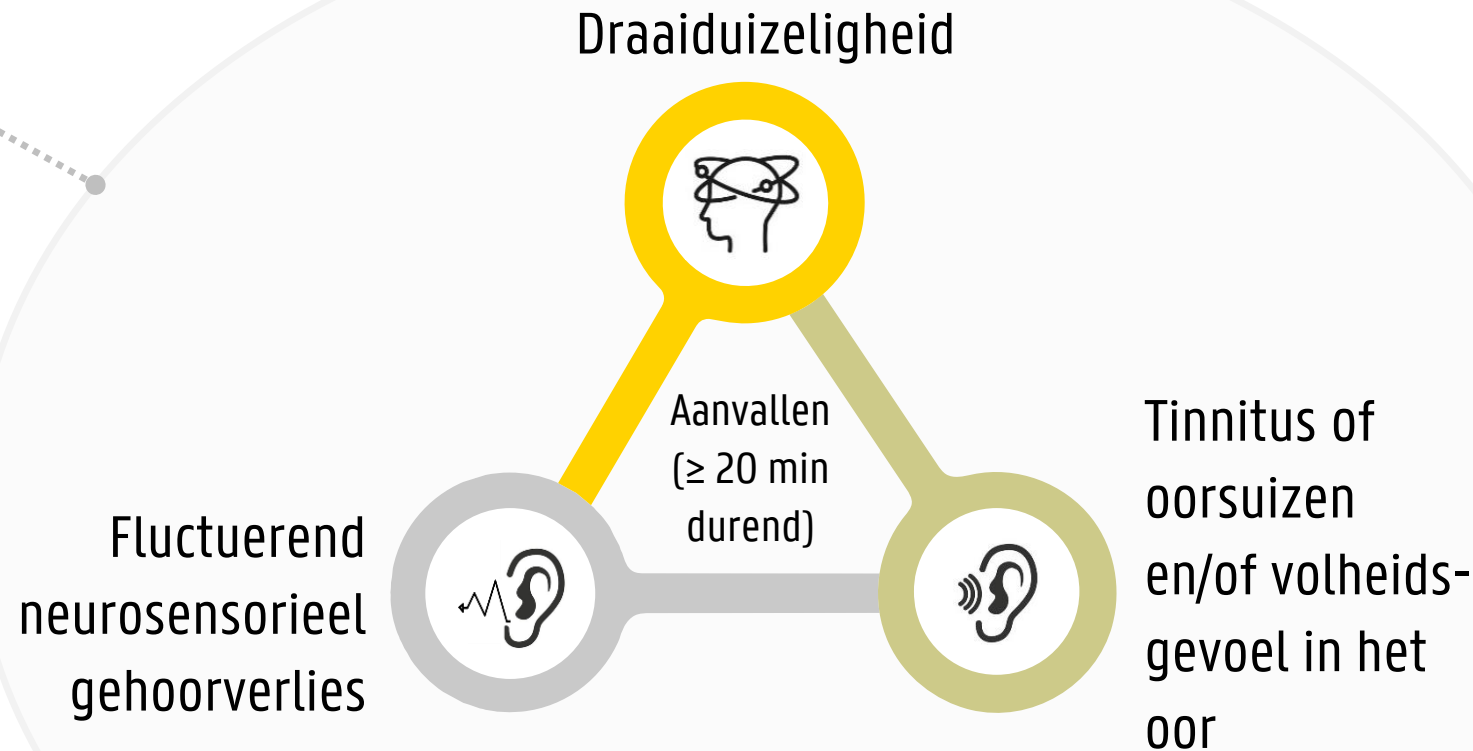 Draaiduizeligheid
Aanvallen
(≥ 20 min
durend)
Fluctuerend
neurosensorieel
gehoorverlies
Tinnitus of
oorsuizen
en/of volheids-
gevoel in het
oor